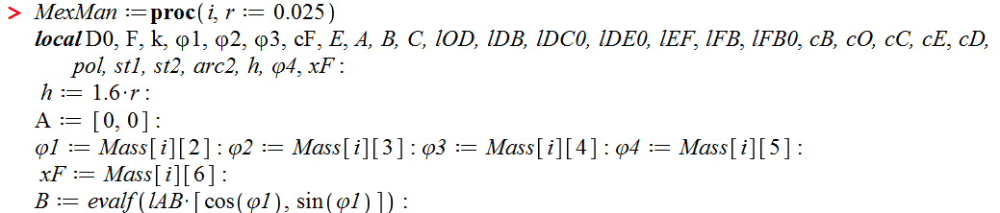 > MexMan := proc(i, r := 0.025)
local D0, F, k, φ1, φ2, φ3, cF, E, A, B, C, lOD, lDB, lDC0, lDE0, lEF, lFB, lFB0, cB, cO, cC, cE, cD,
pol, st1, st2, arc2, h, φ4, xF :
h := 1.6·r :
A := [0, 0] :
φ1 := Mass[i][2] : φ2 := Mass[i][3] : φ3 := Mass[i][4] : φ4 := Mass[i][5] :
xF := Mass[i][6] :
B := evalf(lAB·[cos(φ1), sin(φ1)]) :